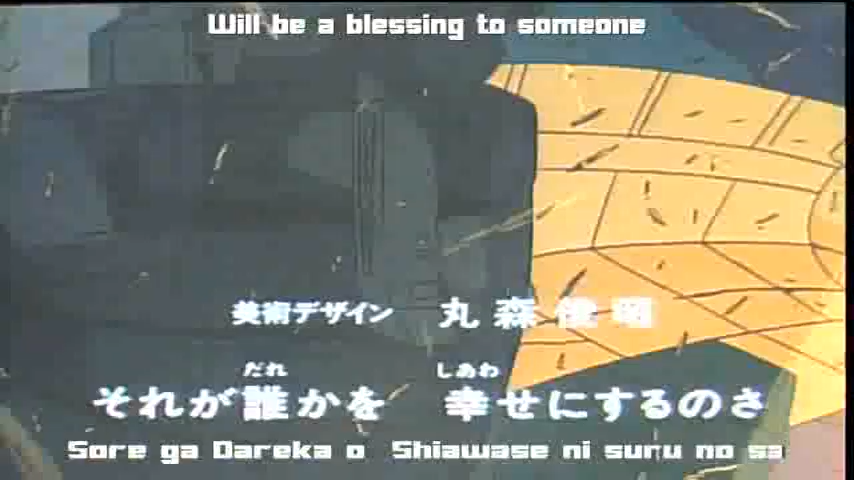 Will be a blessing to someone
美術デザイン 丸森俊昭
だれ しあわ
それが誰かを 幸せにするのさ
Sore ga Dareka o Shiawase ni suru no sa